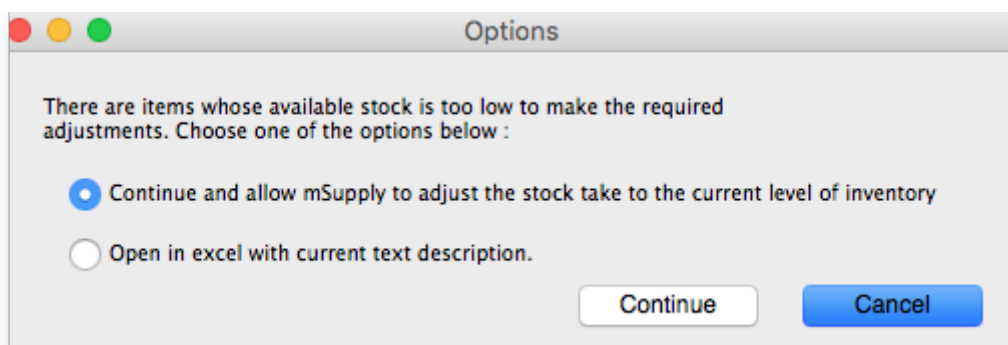 Options
There are items whose available stock is too low to make the required
adjustments. Choose one of the options below :
Continue and allow mSupply to adjust the stock take to the current level of inventory
Open in excel with current text description.
Continue Cancel